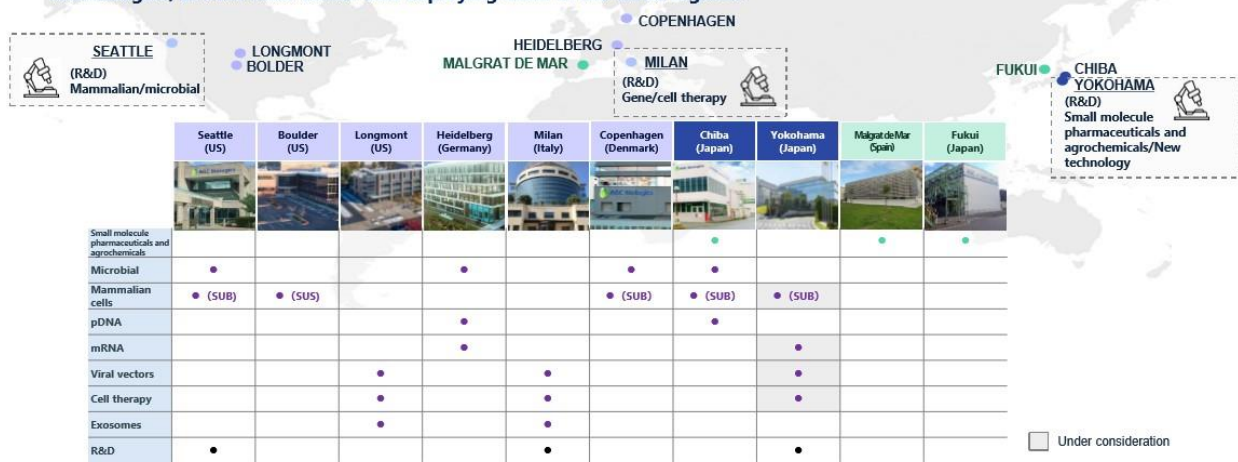 COPENHAGEN
SEATTLE
(R&D)
Mammalian/microbial
LONGMONT
BOLDER
HEIDELBERG
MALGRAT DE MAR
MILAN
(R&D)
Gene/cell therapy
FUKUI
CHIBA
YOKOHAMA
(R&D)
Small molecule
pharmaceuticals and
agrochemicals/New
technology
Seattle (US) Boulder (US) Longmont (US) Heidelberg (Germany) Milan (Italy) Copenhagen (Denmark) Chiba (Japan) Yokohama (Japan) Malgrat de Mar (Spain) Fukui (Japan)
Small molecule
pharmaceuticals and
agrochemicals
Microbial
Mammalian
cells
(SUB) (SUS) (SUB) (SUB) (SUB)
pDNA
mRNA
Viral vectors
Cell therapy
Exosomes
R&D
Under consideration